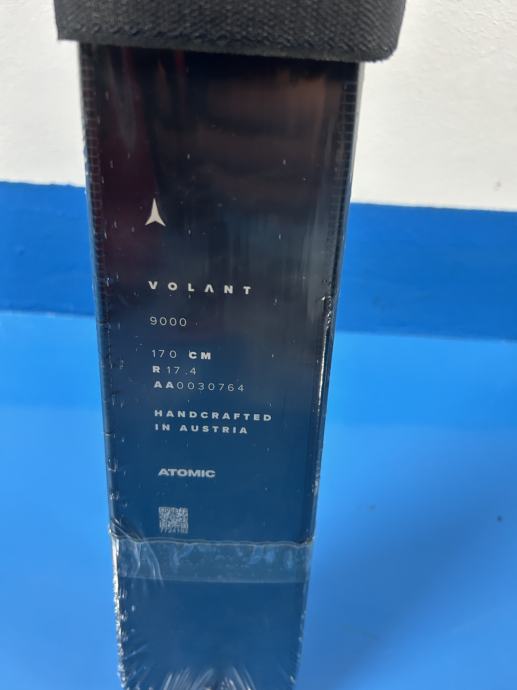 VOLANT
9000
170 CM
R 17.4
AA0030764
HANDCRAFTED
IN AUSTRIA
ATOMIC